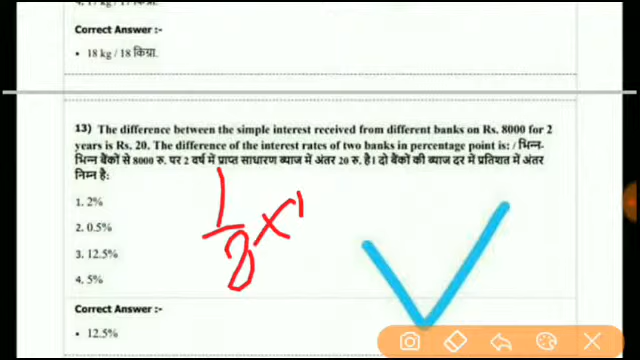 Correct Answer :-
• 18 kg / 18 किग्रा.
13) The difference between the simple interest received from different banks on Rs. 8000 for 2
years is Rs. 20. The difference of the interest rates of two banks in percentage point is: / भिन्न-
भिन्न बैंकों से 8000 रु. पर 2 वर्ष में प्राप्त साधारण ब्याज में अंतर 20 रु. है। दो बैंकों की ब्याज दर में प्रतिशत में अंतर
निम्न है:
1. 2%
2. 0.5%
3. 12.5%
4. 5%
Correct Answer :-
• 12.5%